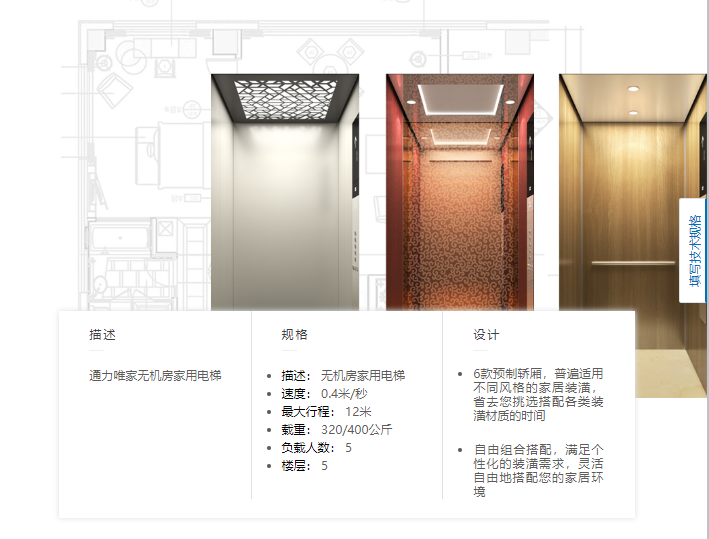 填写技术规格
描述
通力唯家无机房家用电梯
规格
描述： 无机房家用电梯
速度： 0.4米/秒
最大行程： 12米
载重： 320/400公斤
负载人数： 5
楼层： 5
设计
6款预制轿厢，普遍适用
不同风格的家居装潢，
省去您挑选搭配各类装
潢材质的时间
自由组合搭配，满足个
性化的装潢需求，灵活
自由地搭配您的家居环
境